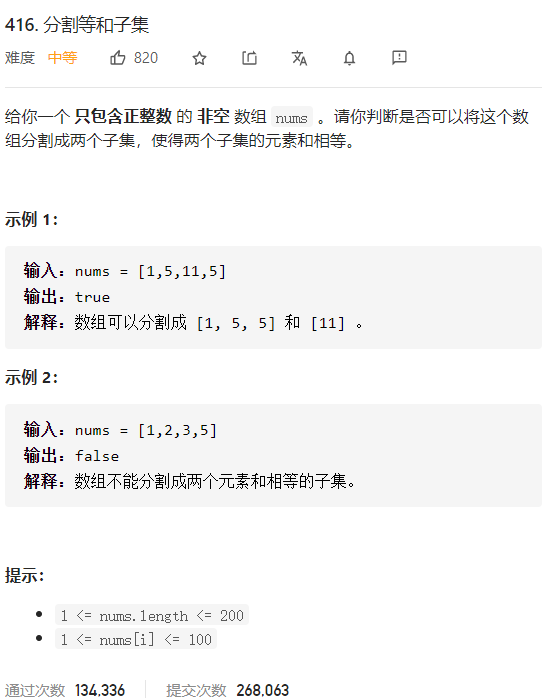 416. 分割等和子集
难度 中等 820
给你一个 只包含正整数 的 非空 数组 nums 。请你判断是否可以将这个数
组分割成两个子集，使得两个子集的元素和相等。
示例 1：
输入：nums = [1,5,11,5]
输出：true
解释：数组可以分割成 [1, 5, 5] 和 [11] 。
示例 2：
输入：nums = [1,2,3,5]
输出：false
解释：数组不能分割成两个元素和相等的子集。
提示：
1 <= nums.length <= 200
1 <= nums[i] <= 100
通过次数 134,336 提交次数 268,063